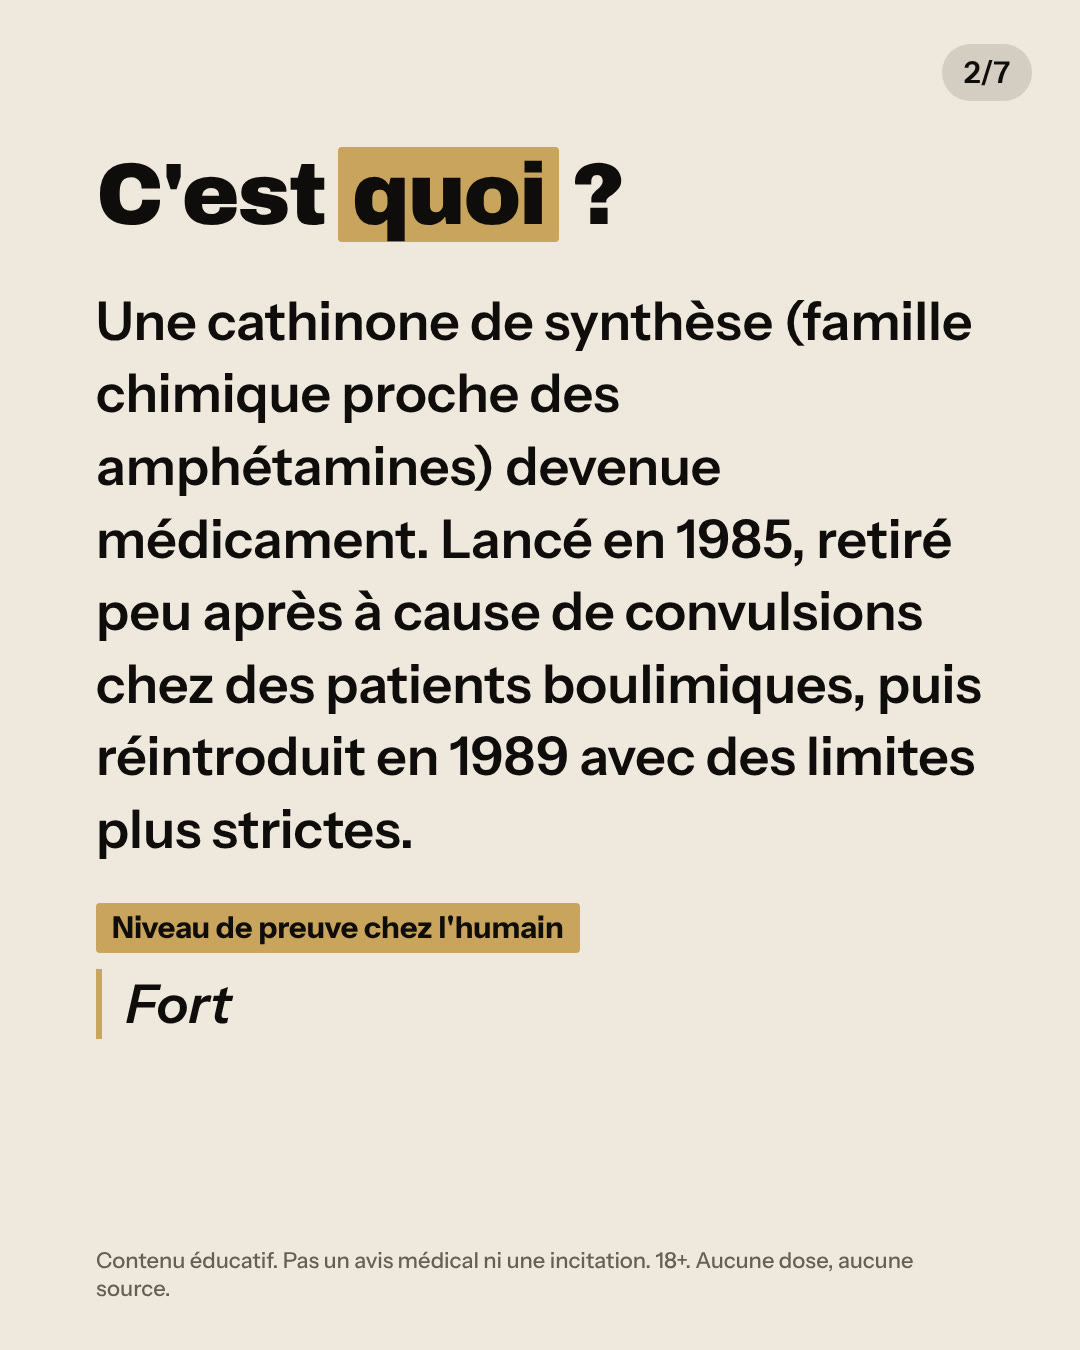 2/7
C'est quoi ?
Une cathinone de synthèse (famille
chimique proche des
amphétamines) devenue
médicament. Lancé en 1985, retiré
peu après à cause de convulsions
chez des patients boulimiques, puis
réintroduit en 1989 avec des limites
plus strictes.
Niveau de preuve chez l'humain
Fort
Contenu éducatif. Pas un avis médical ni une incitation. 18+. Aucune dose, aucune
source.